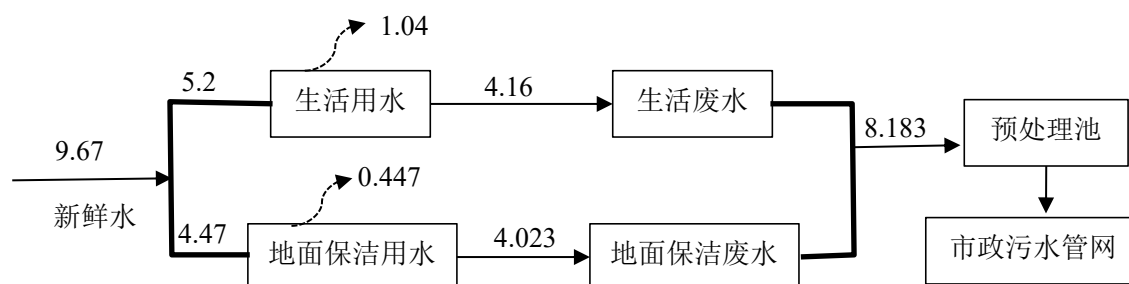 1.04
5.2
生活用水
4.16
生活废水
8.183
预处理池
9.67
新鲜水
0.447
4.47
地面保洁用水
4.023
地面保洁废水
市政污水管网